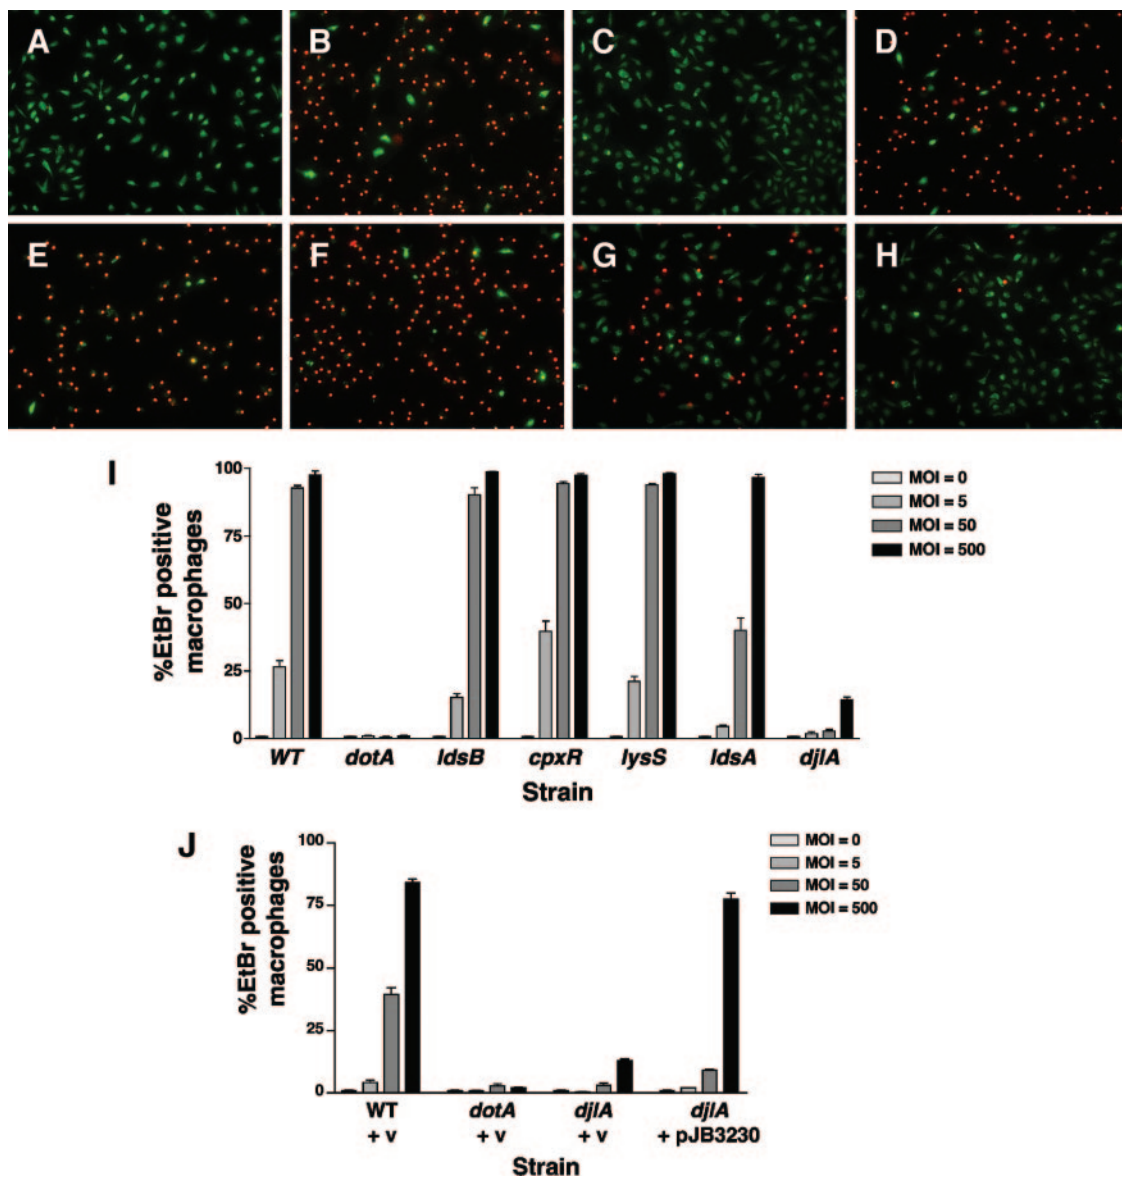 A B C D
E F G H
I
100
75
50
25
0
%EtBr positive
macrophages
WT dotA ldsB cpxR lysS ldsA djlA
Strain
MOI = 0
MOI = 5
MOI = 50
MOI = 500
J
100
75
50
25
0
%EtBr positive
macrophages
WT dotA djlA djlA
+ v + v + v + pJB3230
Strain
MOI = 0
MOI = 5
MOI = 50
MOI = 500